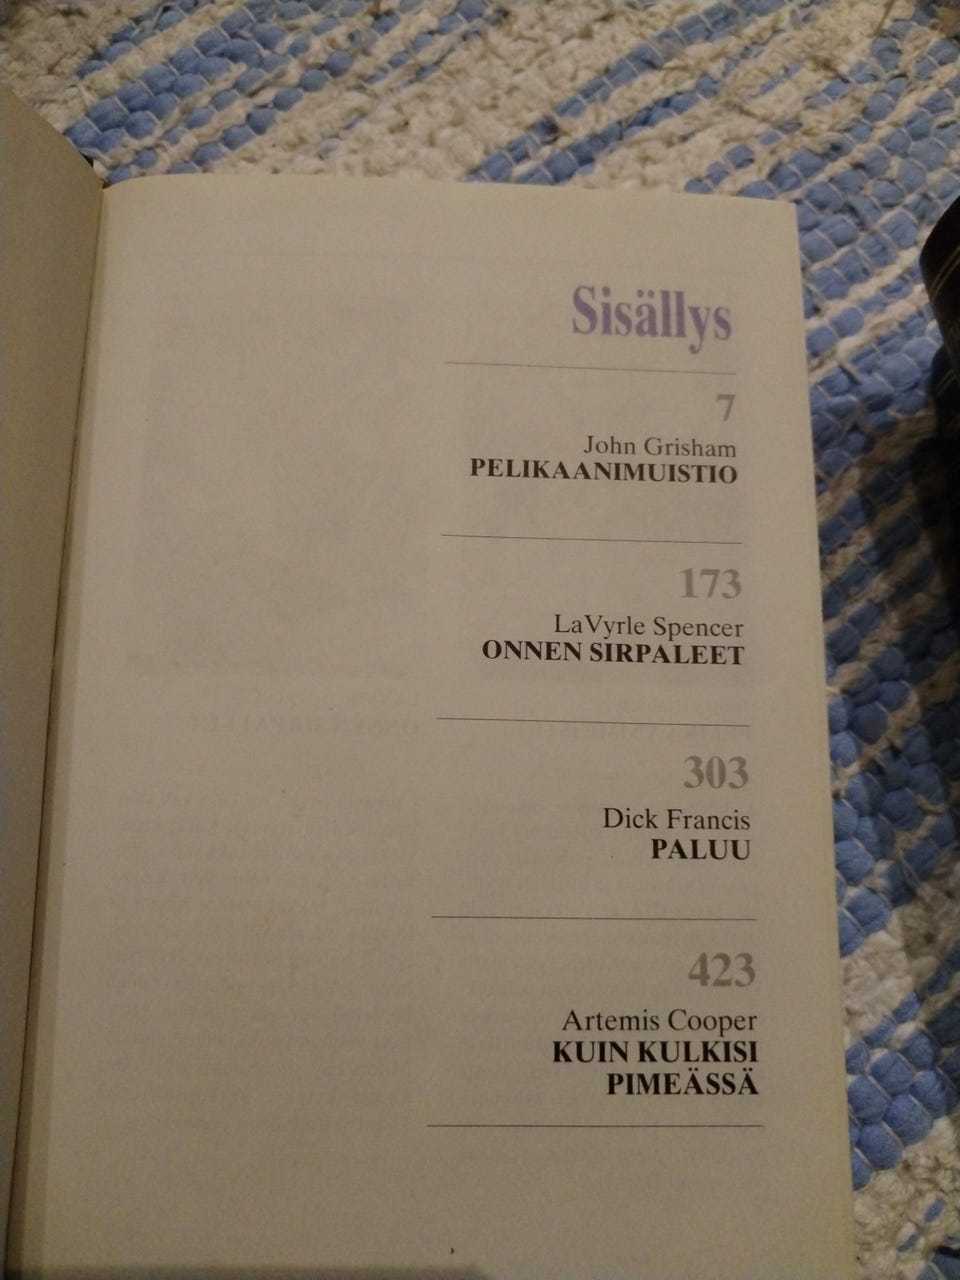 Sisällys
7
John Grisham
PELIKAANIMUISTIO
173
LaVyrle Spencer
ONNEN SIRPALEET
303
Dick Francis
PALUU
423
Artemis Cooper
KUIN KULKISI
PIMEÄSSÄ